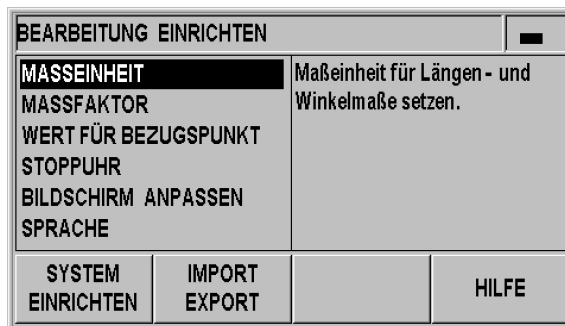 BEARBEITUNG EINRICHTEN
MASSEINHEIT
MASSFAKTOR
WERT FÜR BEZUGSPUNKT
STOPPUHR
BILDSCHIRM ANPASSEN
SPRACHE
Maßeinheit für Längen - und
Winkelmaße setzen.
SYSTEM
EINRICHTEN
IMPORT
EXPORT
HILFE